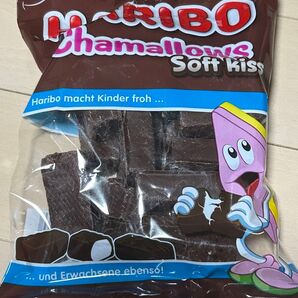 HARIBO
Chamallows
Soft Kiss
Haribo macht Kinder froh ...
... und Erwachsene ebenso!